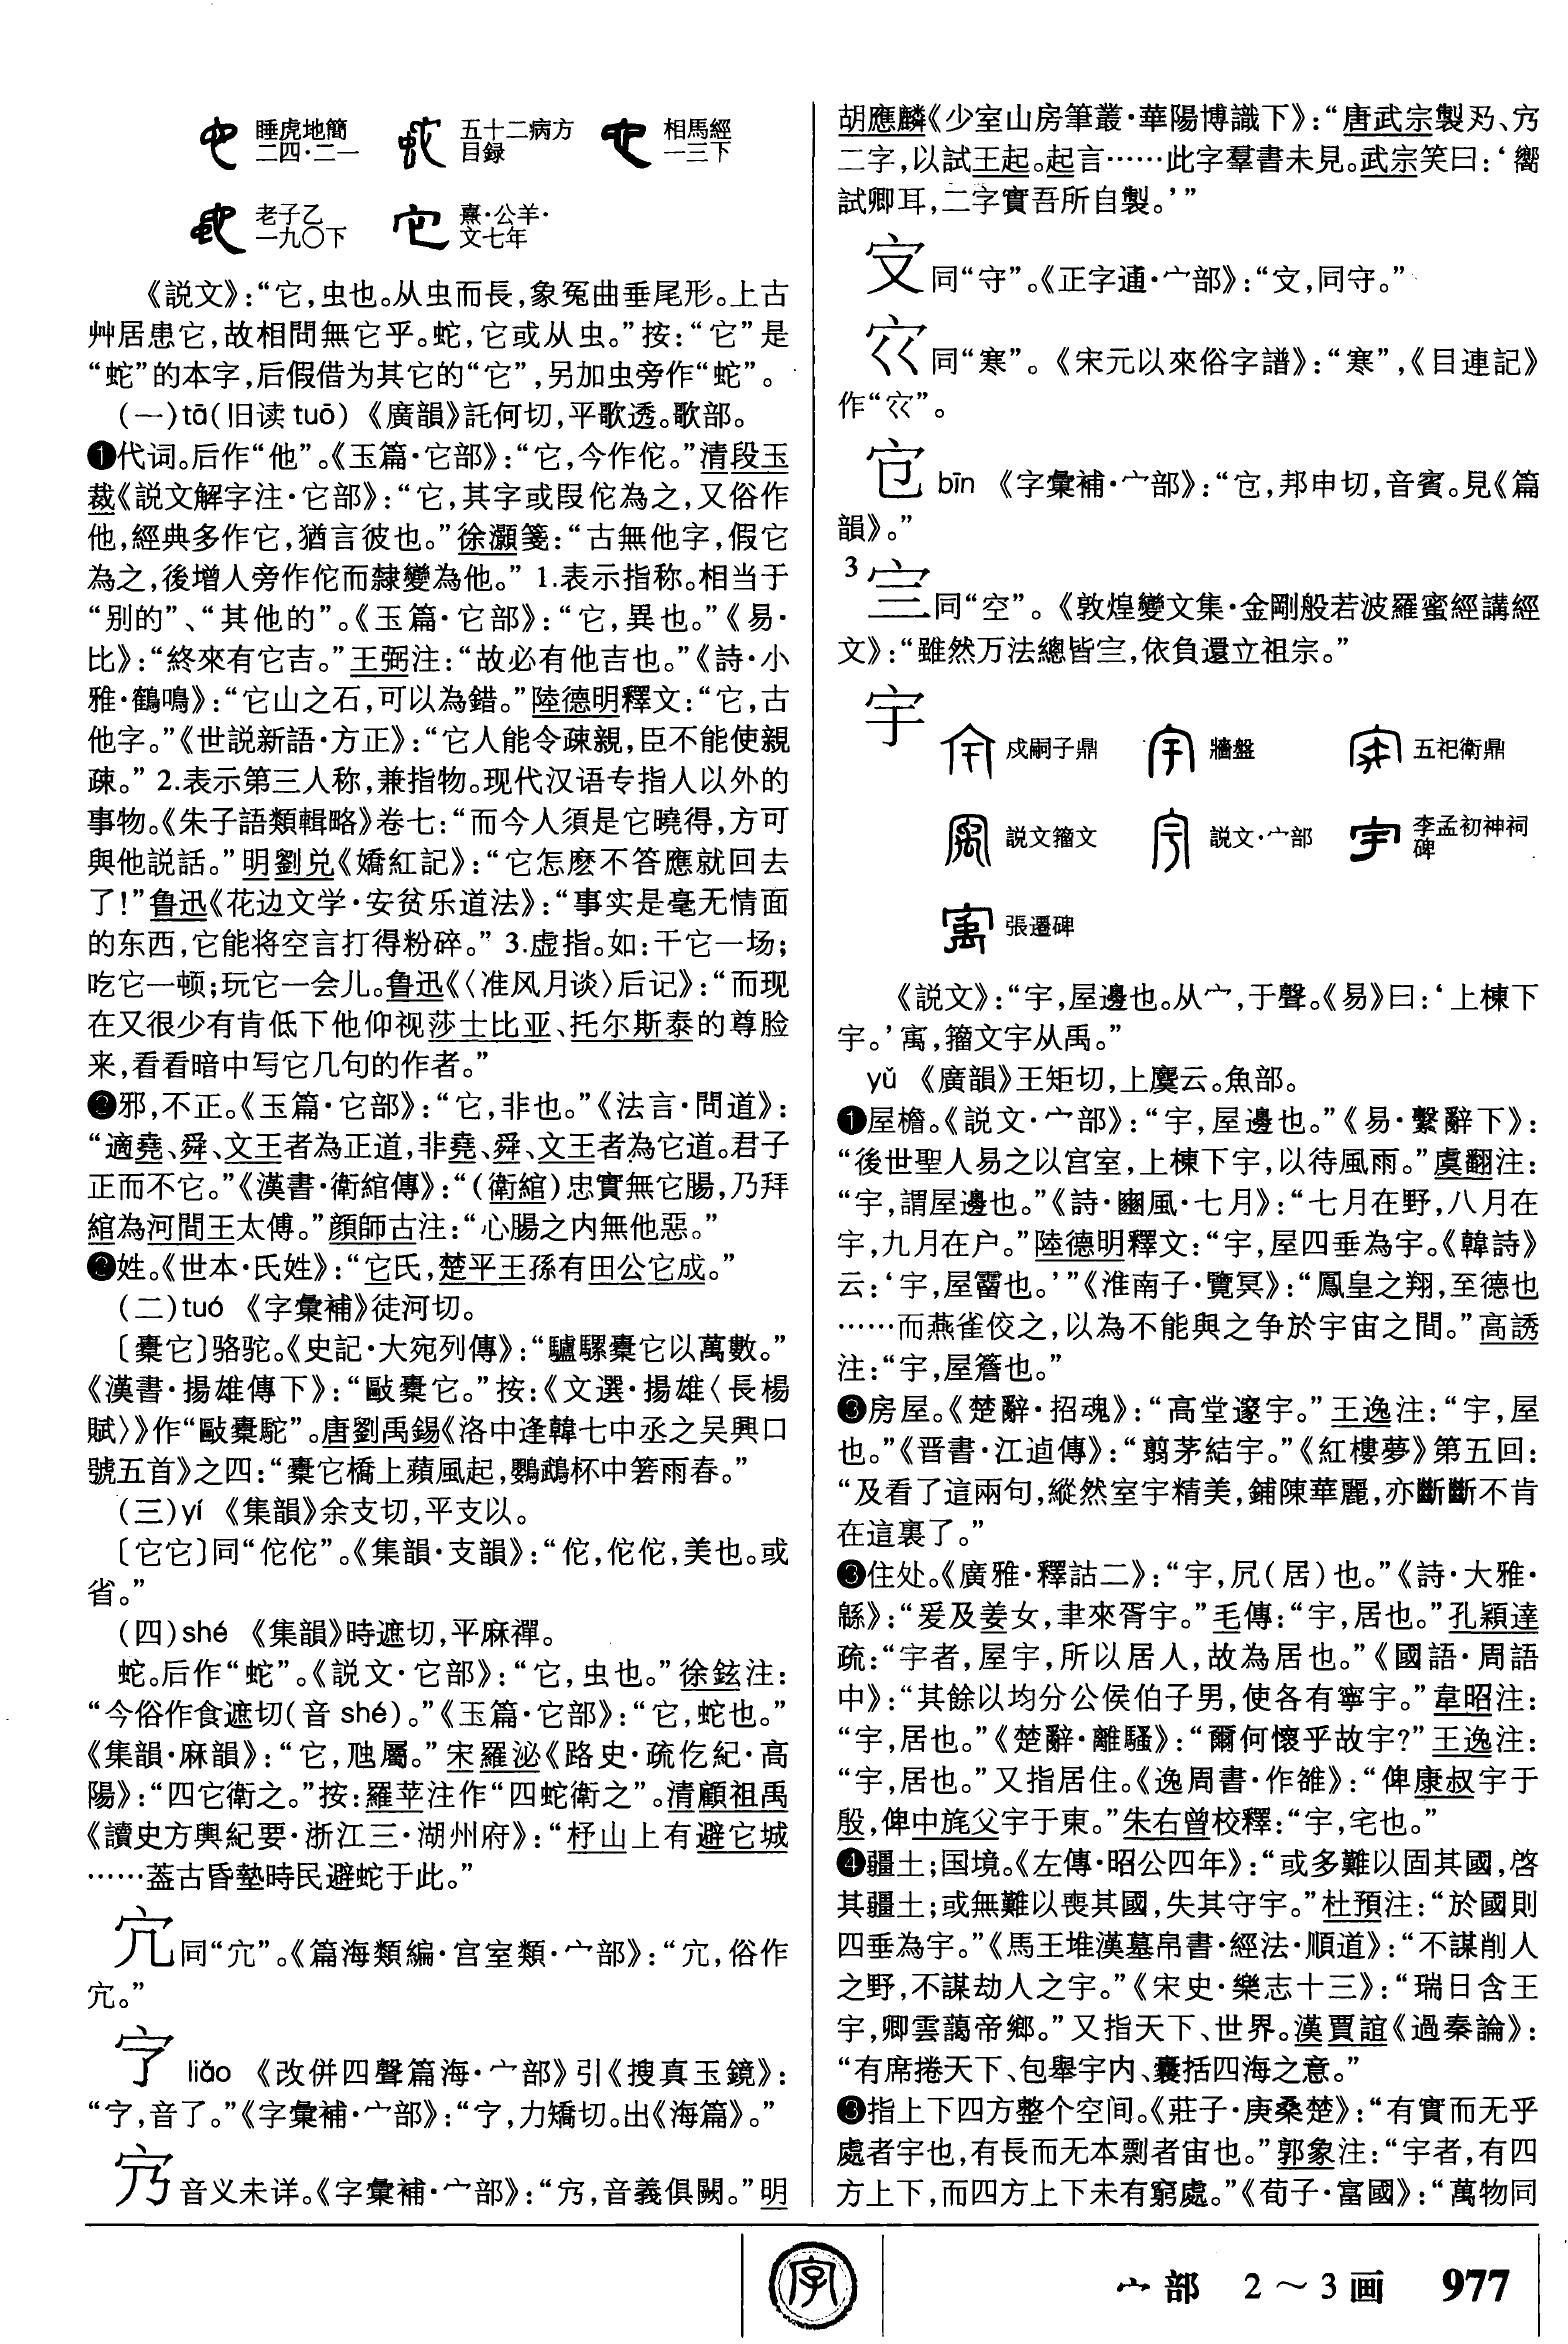 睡虎地簡
二四·二一
五十二病方
目録
相馬經
一三下
老子乙
一九〇下
熹·公羊·
文七年
《説文》:“它,虫也。从虫而長,象冤曲垂尾形。上古
艸居患它,故相問無它乎。蛇,它或从虫。”按:“它”是
“蛇”的本字,后假借为其它的“它”,另加虫旁作“蛇”。
(一)tā(旧读tuō)《廣韻》託何切,平歌透。歌部。
❶代词。后作“他”。《玉篇·它部》:“它,今作佗。”清段玉
裁《説文解字注·它部》:“它,其字或叚佗為之,又俗作
他,經典多作它,猶言彼也。”徐灝箋:“古無他字,假它
為之,後增人旁作佗而隸變為他。”1.表示指称。相当于
“别的”、“其他的”。《玉篇·它部》:“它,異也。”《易·
比》:“終來有它吉。”王弼注:“故必有他吉也。”《詩·小
雅·鶴鳴》:“它山之石,可以為錯。”陸德明釋文:“它,古
他字。”《世説新語·方正》:“它人能令疎親,臣不能使親
疎。”2.表示第三人称,兼指物。现代汉语专指人以外的
事物。《朱子語類輯略》卷七:“而今人須是它曉得,方可
與他説話。”明劉兑《嬌紅記》:“它怎麽不答應就回去
了!”鲁迅《花边文学·安贫乐道法》:“事实是毫无情面
的东西,它能将空言打得粉碎。”3.虚指。如:干它一场;
吃它一顿;玩它一会儿。鲁迅《〈准风月谈〉后记》:“而现
在又很少有肯低下他仰视莎士比亚、托尔斯泰的尊脸
来,看看暗中写它几句的作者。”
❷邪,不正。《玉篇·它部》:“它,非也。”《法言·問道》:
“適堯、舜、文王者為正道,非堯、舜、文王者為它道。君子
正而不它。”《漢書·衛綰傳》:“(衛綰)忠實無它腸,乃拜
綰為河間王太傅。”顔師古注:“心腸之内無他惡。”
❷姓。《世本·氏姓》:“它氏,楚平王孫有田公它成。”
(二)tuó 《字彙補》徒河切。
〔橐它〕骆驼。《史記·大宛列傳》:“驢騾橐它以萬數。”
《漢書·揚雄傳下》:“敺橐它。”按:《文選·揚雄〈長楊
賦〉》作“敺橐駝”。唐劉禹錫《洛中逢韓七中丞之吴興口
號五首》之四:“橐它橋上蘋風起,鸚鵡杯中箬雨春。”
(三)yí 《集韻》余支切,平支以。
〔它它〕同“佗佗”。《集韻·支韻》:“佗,佗佗,美也。或
省。”
(四)shé 《集韻》時遮切,平麻禪。
蛇。后作“蛇”。《説文·它部》:“它,虫也。”徐鉉注:
“今俗作食遮切(音shé)。”《玉篇·它部》:“它,蛇也。”
《集韻·麻韻》:“它,虺屬。”宋羅泌《路史·疏仡紀·高
陽》:“四它衛之。”按:羅苹注作“四蛇衛之”。清顧祖禹
《讀史方輿紀要·浙江三·湖州府》:“杼山上有避它城
……葢古昏墊時民避蛇于此。”
宂同“宂”。《篇海類編·宫室類·宀部》:“宂,俗作
宂。”
㝋liǎo 《改併四聲篇海·宀部》引《搜真玉鏡》:
“㝋,音了。”《字彙補·宀部》:“㝋,力矯切。出《海篇》。”
㝏音义未详。《字彙補·宀部》:“㝏,音義俱闕。”明
胡應麟《少室山房筆叢·華陽博識下》:“唐武宗製㞥、㝏
二字,以試王起。起言……此字羣書未見。武宗笑曰:‘嚮
試卿耳,二字實吾所自製。’”
㝊同“守”。《正字通·宀部》:“㝊,同守。”
同“寒”。《宋元以來俗字譜》:“寒”,《目連記》
作“”。
bīn 《字彙補·宀部》:“,邦申切,音賓。見《篇
韻》。”
3
同“空”。《敦煌變文集·金剛般若波羅蜜經講經
文》:“雖然万法總皆,依負還立祖宗。”
宇
戍嗣子鼎
牆盤
五祀衛鼎
説文籀文
説文·宀部
李孟初神祠
碑
張遷碑
《説文》:“宇,屋邊也。从宀,于聲。《易》曰:‘上棟下
宇。’㝢,籀文宇从禹。”
yǔ 《廣韻》王矩切,上麌云。魚部。
❶屋檐。《説文·宀部》:“宇,屋邊也。”《易·繫辭下》:
“後世聖人易之以宫室,上棟下宇,以待風雨。”虞翻注:
“宇,謂屋邊也。”《詩·豳風·七月》:“七月在野,八月在
宇,九月在户。”陸德明釋文:“宇,屋四垂為宇。《韓詩》
云:‘宇,屋霤也。’”《淮南子·覽冥》:“鳳皇之翔,至德也
……而燕雀佼之,以為不能與之争於宇宙之間。”高誘
注:“宇,屋簷也。”
❸房屋。《楚辭·招魂》:“高堂邃宇。”王逸注:“宇,屋
也。”《晋書·江逌傳》:“翦茅結宇。”《紅樓夢》第五回:
“及看了這兩句,縱然室宇精美,鋪陳華麗,亦斷斷不肯
在這裏了。”
❸住处。《廣雅·釋詁二》:“宇,凥(居)也。”《詩·大雅·
緜》:“爰及姜女,聿來胥宇。”毛傳:“宇,居也。”孔穎達
疏:“宇者,屋宇,所以居人,故為居也。”《國語·周語
中》:“其餘以均分公侯伯子男,使各有寧宇。”韋昭注:
“宇,居也。”《楚辭·離騷》:“爾何懷乎故宇?”王逸注:
“宇,居也。”又指居住。《逸周書·作雒》:“俾康叔宇于
殷,俾中旄父宇于東。”朱右曾校釋:“宇,宅也。”
❹疆土;国境。《左傳·昭公四年》:“或多難以固其國,啓
其疆土;或無難以喪其國,失其守宇。”杜預注:“於國則
四垂為宇。”《馬王堆漢墓帛書·經法·順道》:“不謀削人
之野,不謀劫人之宇。”《宋史·樂志十三》:“瑞日含王
宇,卿雲藹帝鄉。”又指天下、世界。漢賈誼《過秦論》:
“有席捲天下、包舉宇内、囊括四海之意。”
❸指上下四方整个空间。《莊子·庚桑楚》:“有實而无乎
處者宇也,有長而无本剽者宙也。”郭象注:“宇者,有四
方上下,而四方上下未有窮處。”《荀子·富國》:“萬物同
宀部 2～3画 977